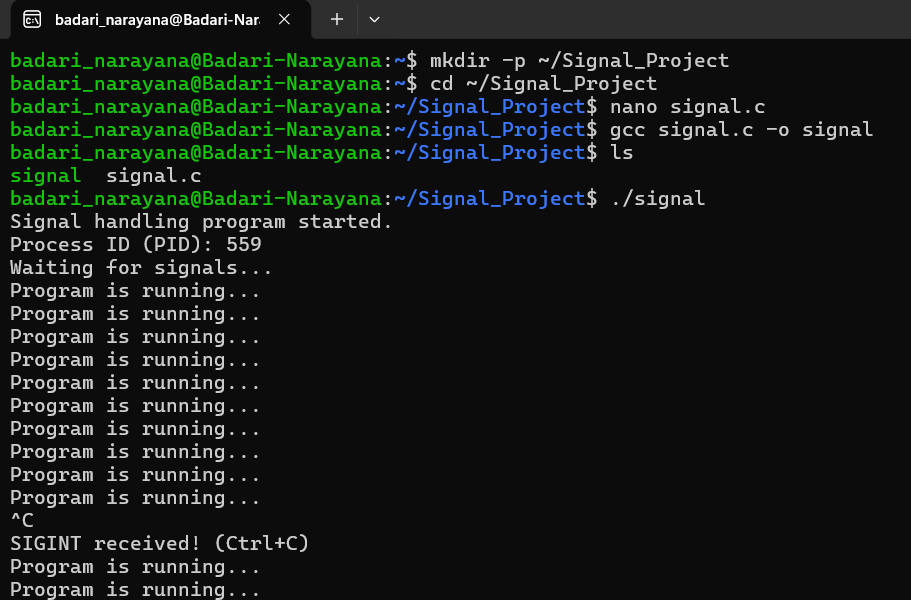 badari_narayana@Badari-Nar
badari_narayana@Badari-Narayana:~$ mkdir -p ~/Signal_Project
badari_narayana@Badari-Narayana:~$ cd ~/Signal_Project
badari_narayana@Badari-Narayana:~/Signal_Project$ nano signal.c
badari_narayana@Badari-Narayana:~/Signal_Project$ gcc signal.c -o signal
badari_narayana@Badari-Narayana:~/Signal_Project$ ls
signal  signal.c
badari_narayana@Badari-Narayana:~/Signal_Project$ ./signal
Signal handling program started.
Process ID (PID): 559
Waiting for signals...
Program is running...
Program is running...
Program is running...
Program is running...
Program is running...
Program is running...
Program is running...
Program is running...
Program is running...
Program is running...
^C
SIGINT received! (Ctrl+C)
Program is running...
Program is running...